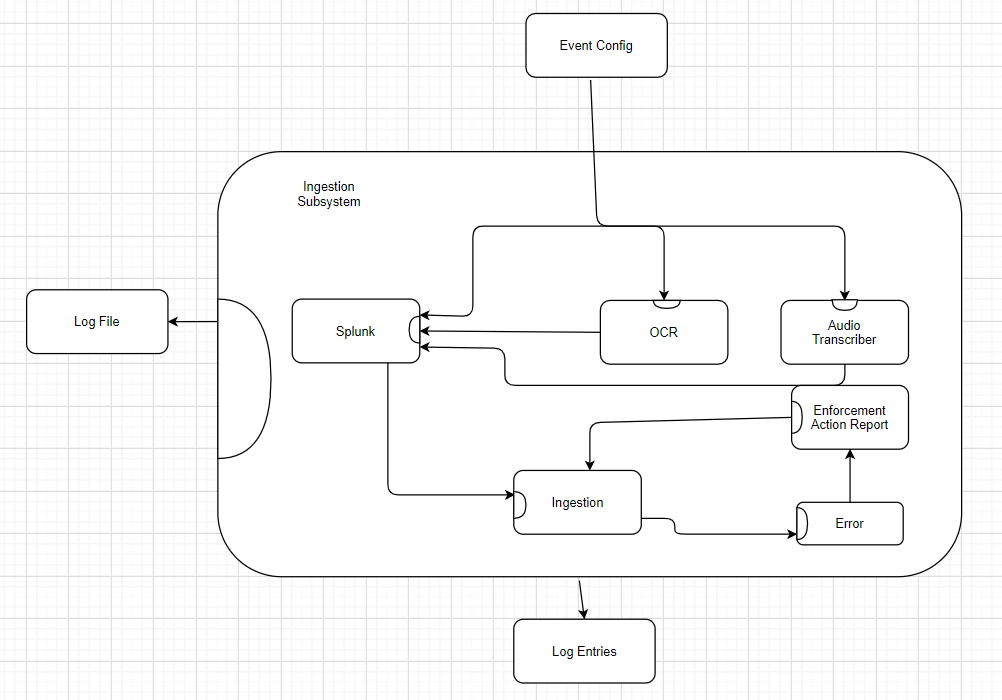 Event Config
Ingestion
Subsystem
Log File
Splunk
OCR
Audio
Transcriber
Enforcement
Action Report
Ingestion
Error
Log Entries